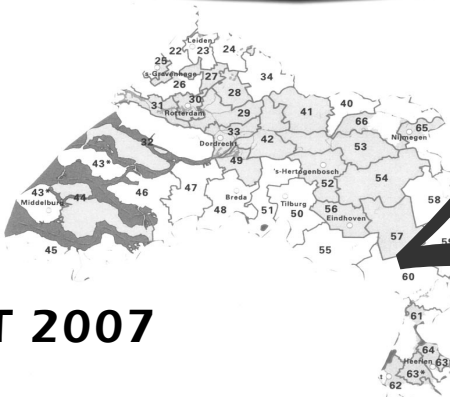 Leiden
22 23 24
25
's-Gravenhage 27 34
26
28
31 30 41 40
Rotterdam 29 66
33 65
Dordrecht 42 Nijmegen
32 53
43* 49
's-Hertogenbosch
52 54
43* 46 47
44 Breda Tilburg 58
Middelburg 48 51 50 56
Eindhoven
57
45 55
60
T 2007
61
64
Heerlen 63
63*
62